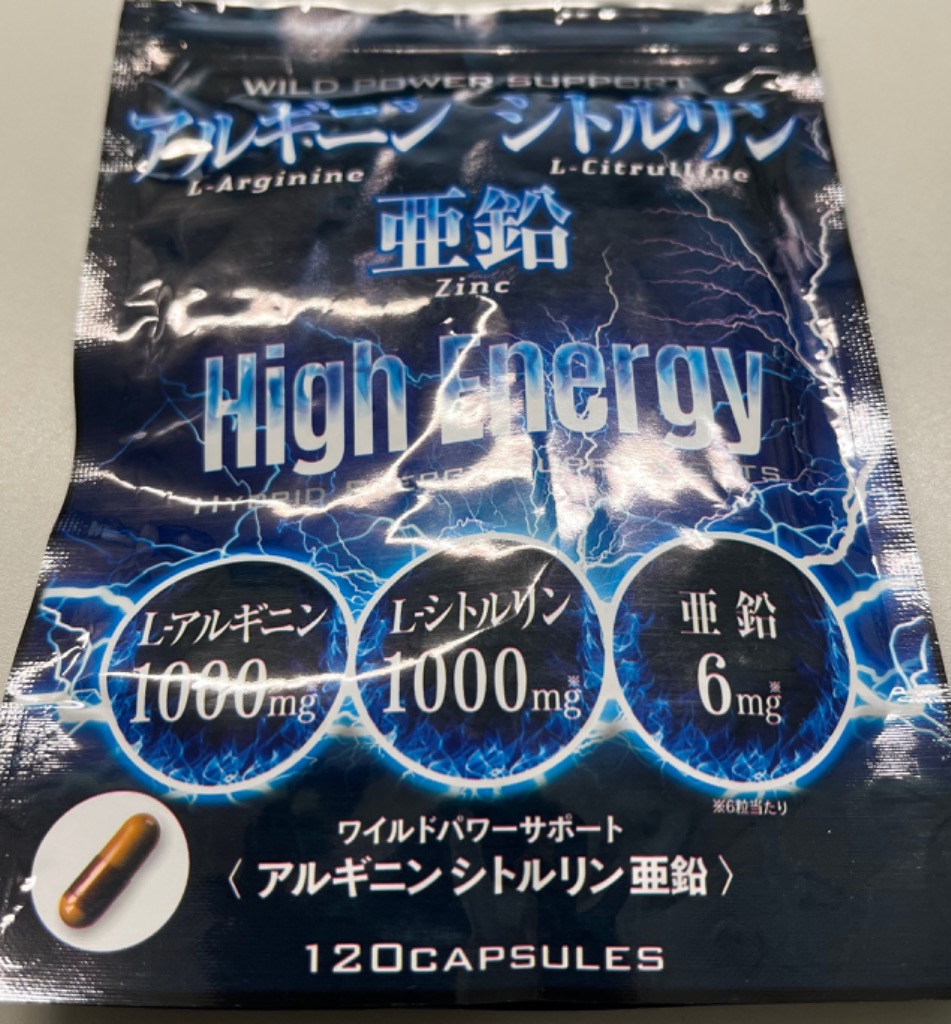 WILD POWER SUPPORT
アルギニン シトルリン
L-Arginine L-Citrulline
亜鉛
Zinc
High Energy
HYBRID ENERGY SUPPLEMENTS
L-アルギニン L-シトルリン 亜鉛
1000mg 1000mg※ 6mg※
※6粒当たり
ワイルドパワーサポート
〈 アルギニン シトルリン 亜鉛 〉
120CAPSULES